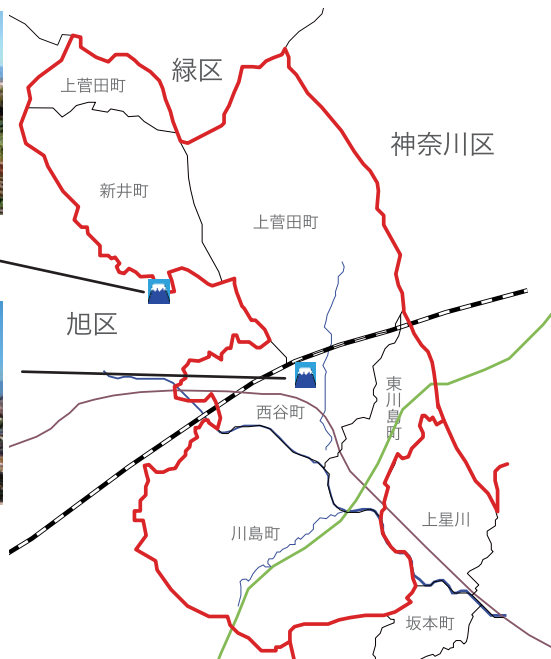 緑区
上菅田町
神奈川区
新井町
上菅田町
旭区
東川島町
西谷町
上星川
川島町
坂本町